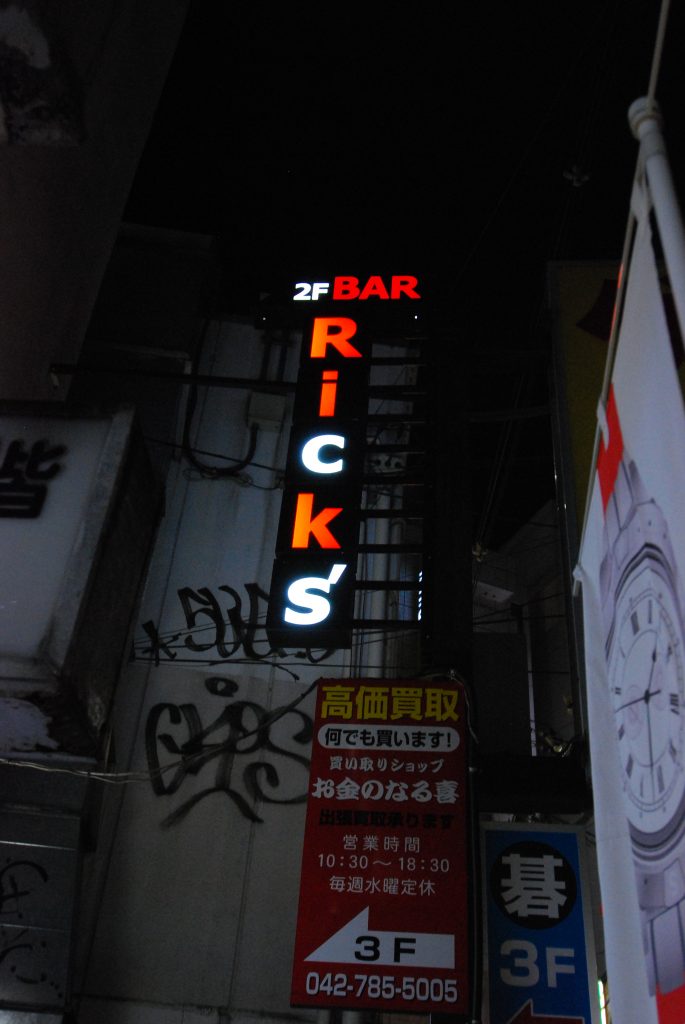 2F BAR
Rick's
階
高価買取
何でも買います!
買い取りショップ
お金のなる喜
出張買取承ります
営業時間
10:30～18:30
毎週水曜定休
3F
042-785-5005
碁
3F